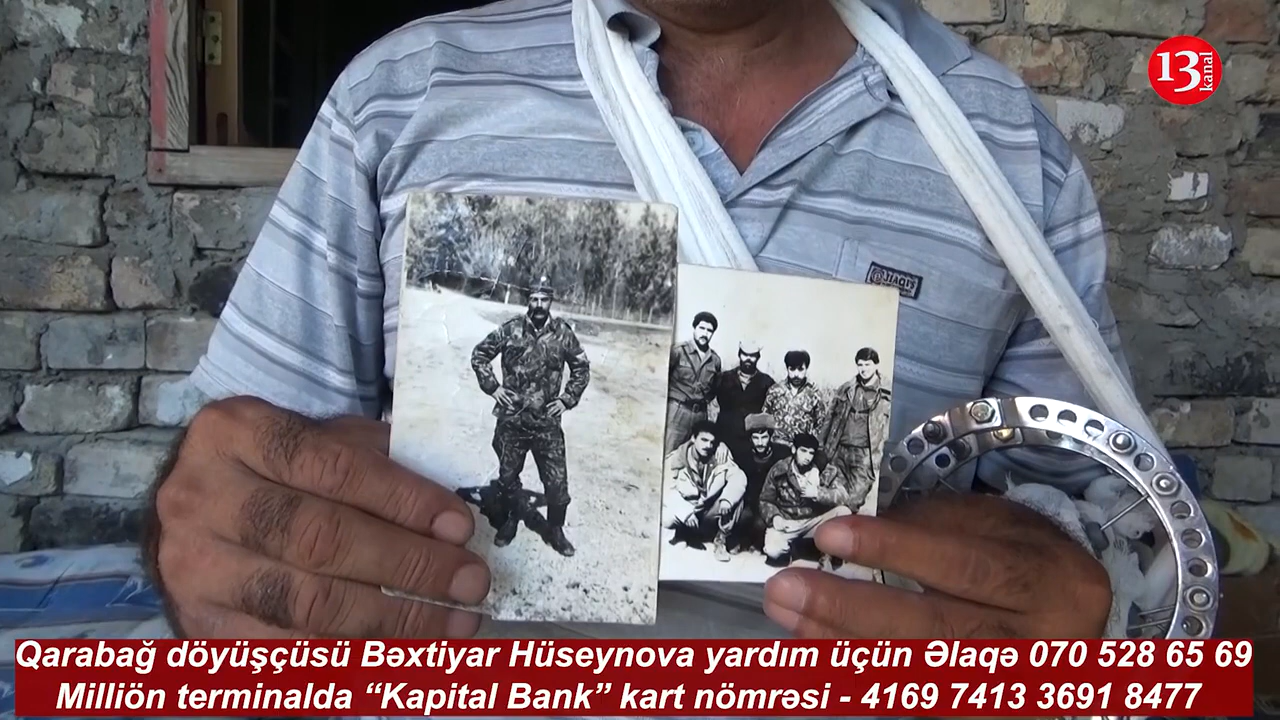 13
kanal
Qarabağ döyüşçüsü Bəxtiyar Hüseynova yardım üçün Əlaqə 070 528 65 69
Milliön terminalda “Kapital Bank” kart nömrəsi - 4169 7413 3691 8477